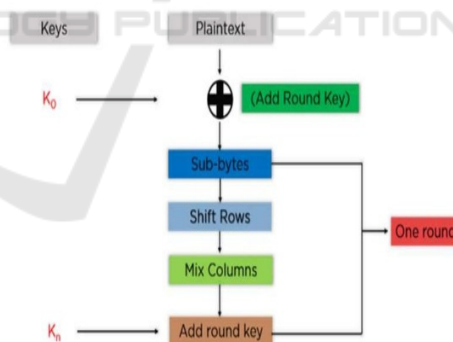 Keys
Plaintext
K₀
(Add Round Key)
Sub-bytes
Shift Rows
One round
Mix Columns
Kₙ
Add round key